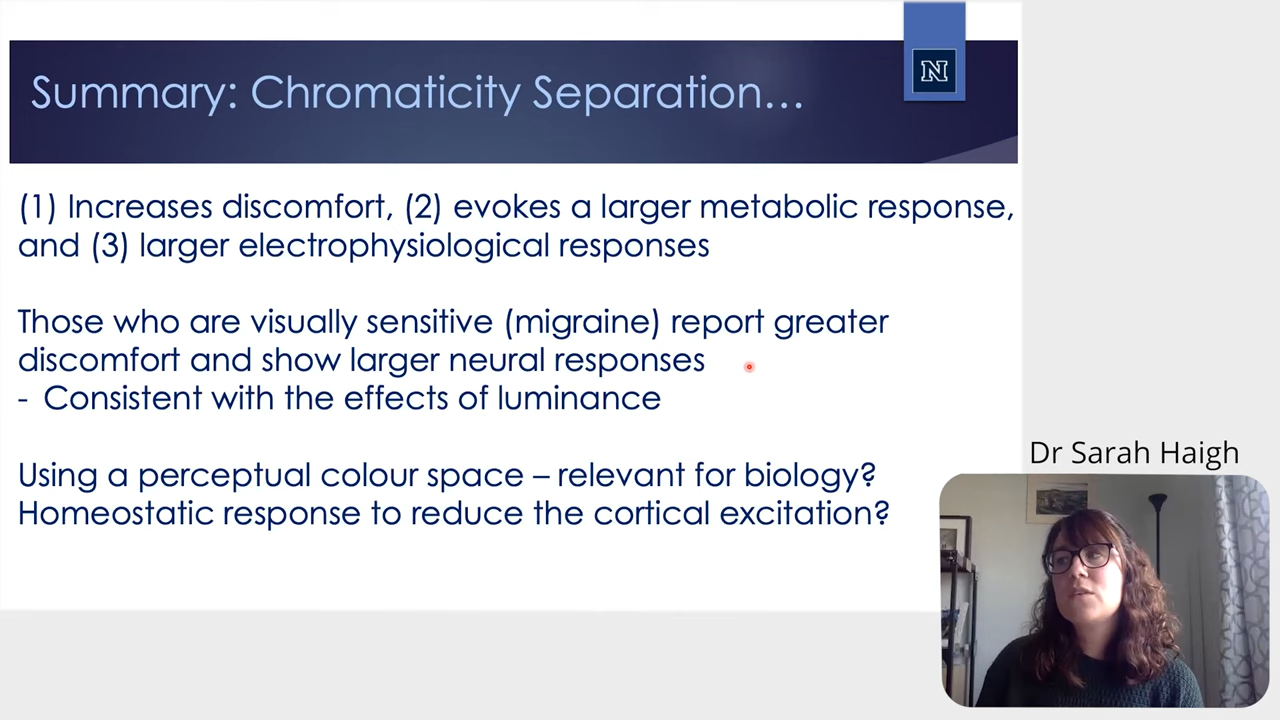 Summary: Chromaticity Separation...
N
(1) Increases discomfort, (2) evokes a larger metabolic response,
and (3) larger electrophysiological responses
Those who are visually sensitive (migraine) report greater
discomfort and show larger neural responses
- Consistent with the effects of luminance
Using a perceptual colour space – relevant for biology?
Homeostatic response to reduce the cortical excitation?
Dr Sarah Haigh